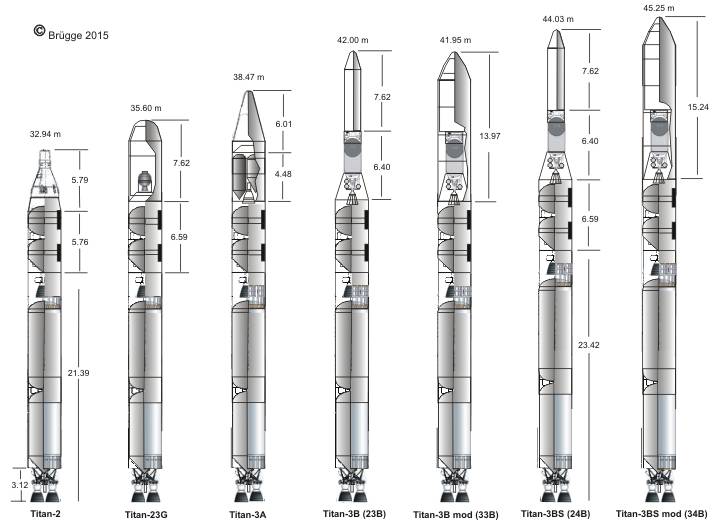 © Brügge 2015
32.94 m
35.60 m
38.47 m
42.00 m
41.95 m
44.03 m
45.25 m
5.79
5.76
21.39
3.12
7.62
6.59
6.01
4.48
7.62
6.40
13.97
7.62
6.40
6.59
23.42
15.24
Titan-2
Titan-23G
Titan-3A
Titan-3B (23B)
Titan-3B mod (33B)
Titan-3BS (24B)
Titan-3BS mod (34B)